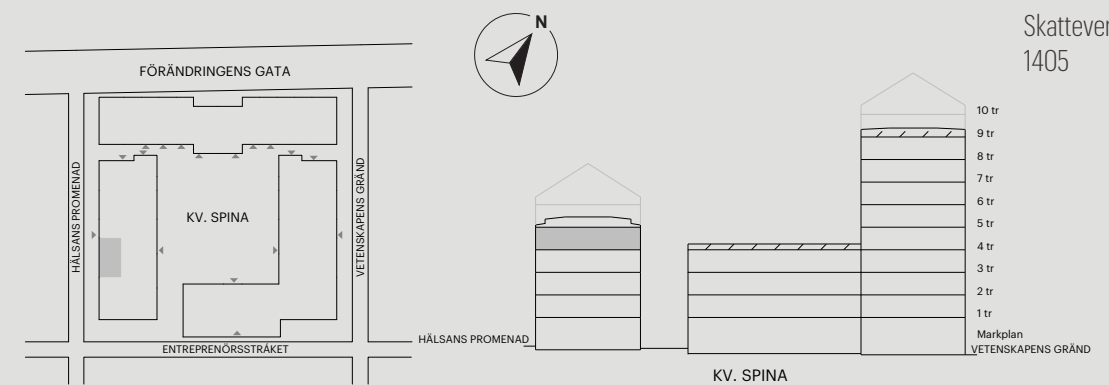 FÖRÄNDRINGENS GATA
HÄLSANS PROMENAD
KV. SPINA
VETENSKAPENS GRÄND
ENTREPRENÖRSSTRÅKET
N
1405
10 tr
9 tr
8 tr
7 tr
6 tr
5 tr
4 tr
3 tr
2 tr
1 tr
Markplan
HÄLSANS PROMENAD
VETENSKAPENS GRÄND
KV. SPINA